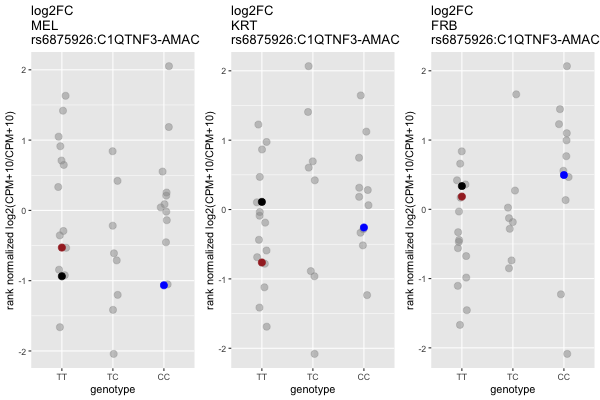 log2FC
MEL
rs6875926:C1QTNF3-AMAC
rank normalized log2(CPM+10/CPM+10)
2
1
0
-1
-2
TT
TC
CC
genotype
log2FC
KRT
rs6875926:C1QTNF3-AMAC
rank normalized log2(CPM+10/CPM+10)
2
1
0
-1
-2
TT
TC
CC
genotype
log2FC
FRB
rs6875926:C1QTNF3-AMAC
rank normalized log2(CPM+10/CPM+10)
2
1
0
-1
-2
TT
TC
CC
genotype